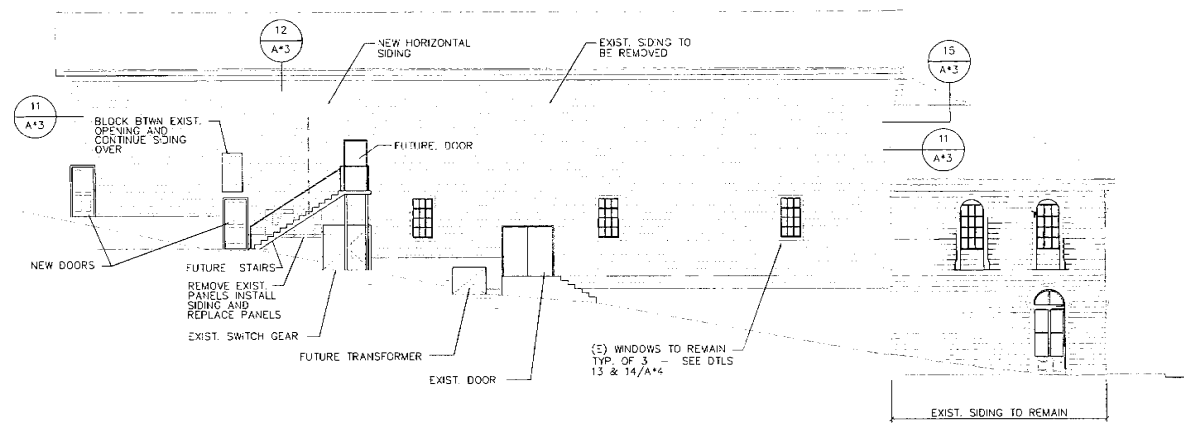 12
A*3
NEW HORIZONTAL
SIDING
EXIST. SIDING TO
BE REMOVED
15
A*3
11
A*3
BLOCK BTWN EXIST.
OPENING AND
CONTINUE SIDING
OVER
FUTURE DOOR
11
A*3
NEW DOORS
FUTURE STAIRS
REMOVE EXIST.
PANELS INSTALL
SIDING AND
REPLACE PANELS
EXIST. SWITCH GEAR
FUTURE TRANSFORMER
EXIST. DOOR
(E) WINDOWS TO REMAIN
TYP. OF 3 - SEE DTLS
13 & 14/A*4
EXIST. SIDING TO REMAIN